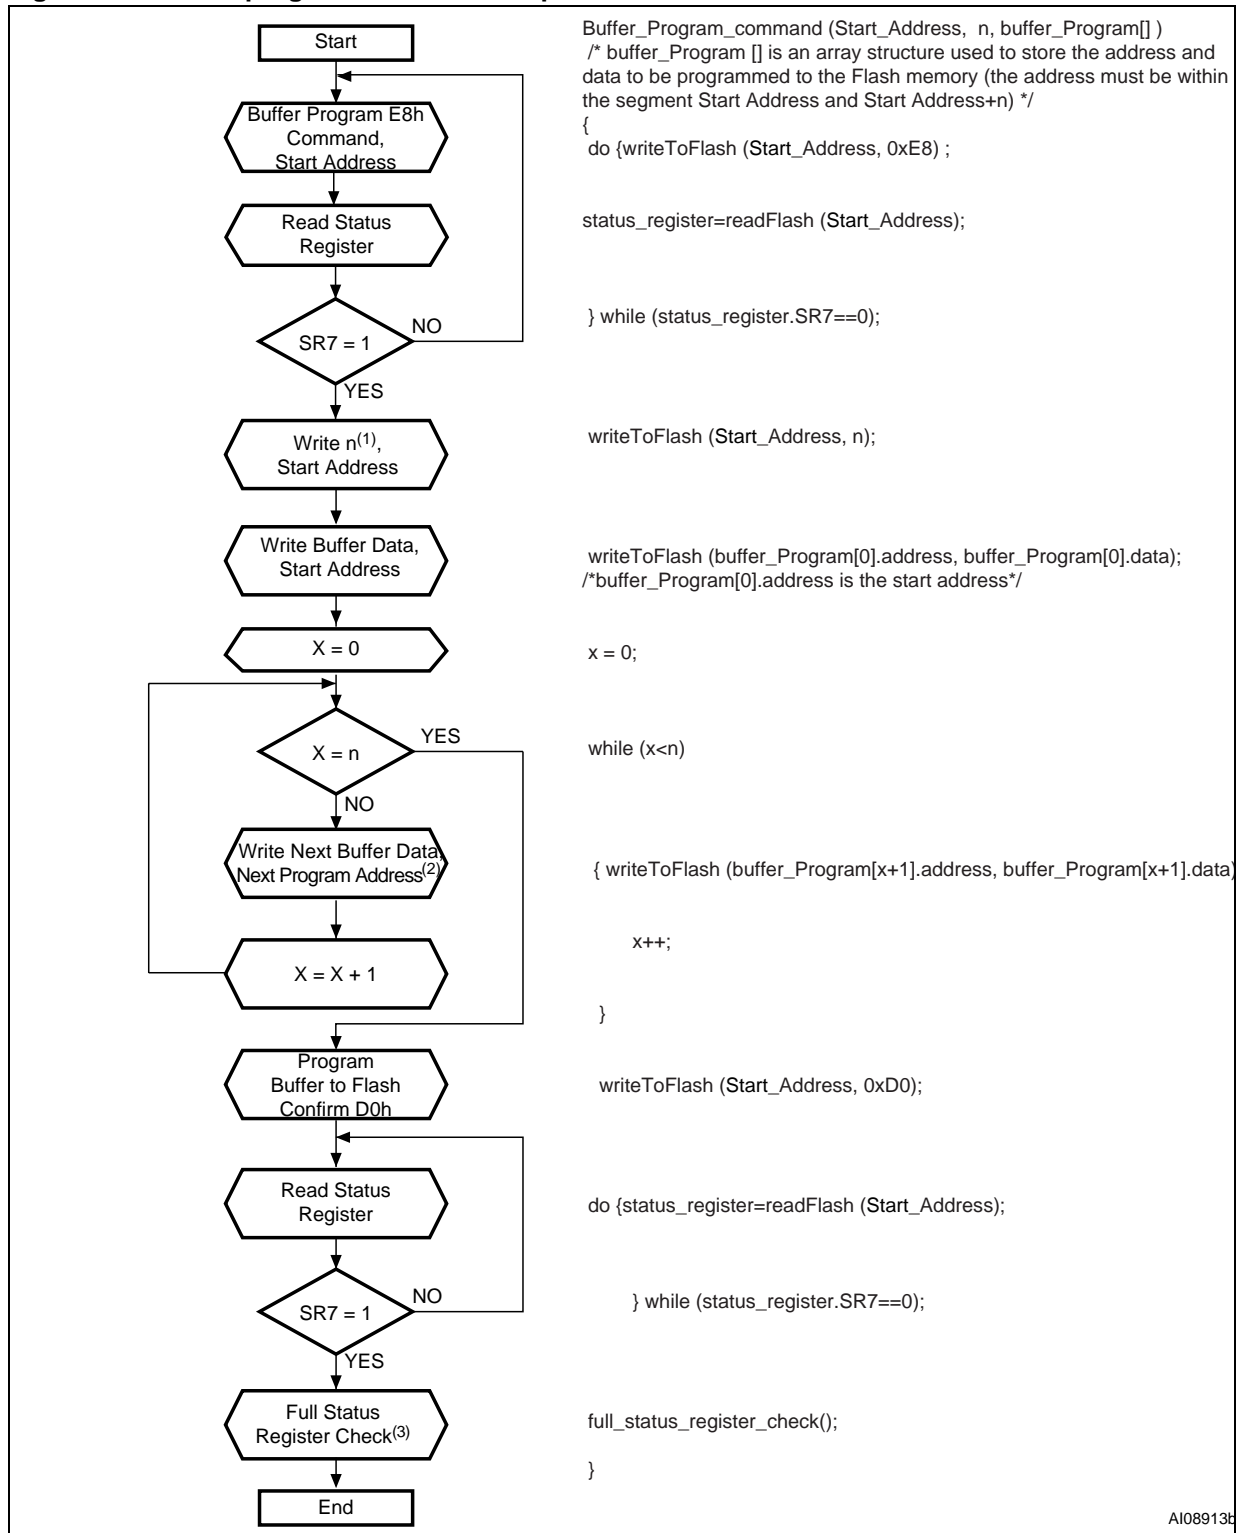 Start
Buffer Program E8h
Command,
Start Address
Read Status
Register
SR7 = 1
NO
YES
Write n(1),
Start Address
Write Buffer Data,
Start Address
X = 0
X = n
YES
NO
Write Next Buffer Data,
Next Program Address(2)
X = X + 1
Program
Buffer to Flash
Confirm D0h
Read Status
Register
SR7 = 1
NO
YES
Full Status
Register Check(3)
End
Buffer_Program_command (Start_Address, n, buffer_Program[] )
/* buffer_Program [] is an array structure used to store the address and
data to be programmed to the Flash memory (the address must be within
the segment Start Address and Start Address+n) */
{
do {writeToFlash (Start_Address, 0xE8) ;
status_register=readFlash (Start_Address);
} while (status_register.SR7==0);
writeToFlash (Start_Address, n);
writeToFlash (buffer_Program[0].address, buffer_Program[0].data);
/*buffer_Program[0].address is the start address*/
x = 0;
while (x<n)
{ writeToFlash (buffer_Program[x+1].address, buffer_Program[x+1].data)
x++;
}
writeToFlash (Start_Address, 0xD0);
do {status_register=readFlash (Start_Address);
} while (status_register.SR7==0);
full_status_register_check();
}
AI08913b